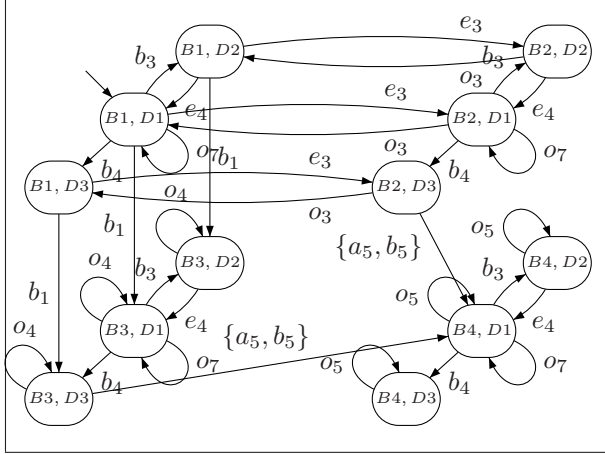 e₃
b₃
B1, D2
B2, D2
b₃
o₃
e₃
e₄
e₄
B1, D1
B2, D1
o₇
b₁
o₃
o₇
b₄
e₃
b₄
B1, D3
o₄
B2, D3
o₃
b₁
{a₅, b₅}
o₅
o₄
b₃
B3, D2
b₃
B4, D2
b₁
o₅
e₄
e₄
o₄
B3, D1
{a₅, b₅}
B4, D1
o₇
o₅
o₇
b₄
b₄
B3, D3
B4, D3